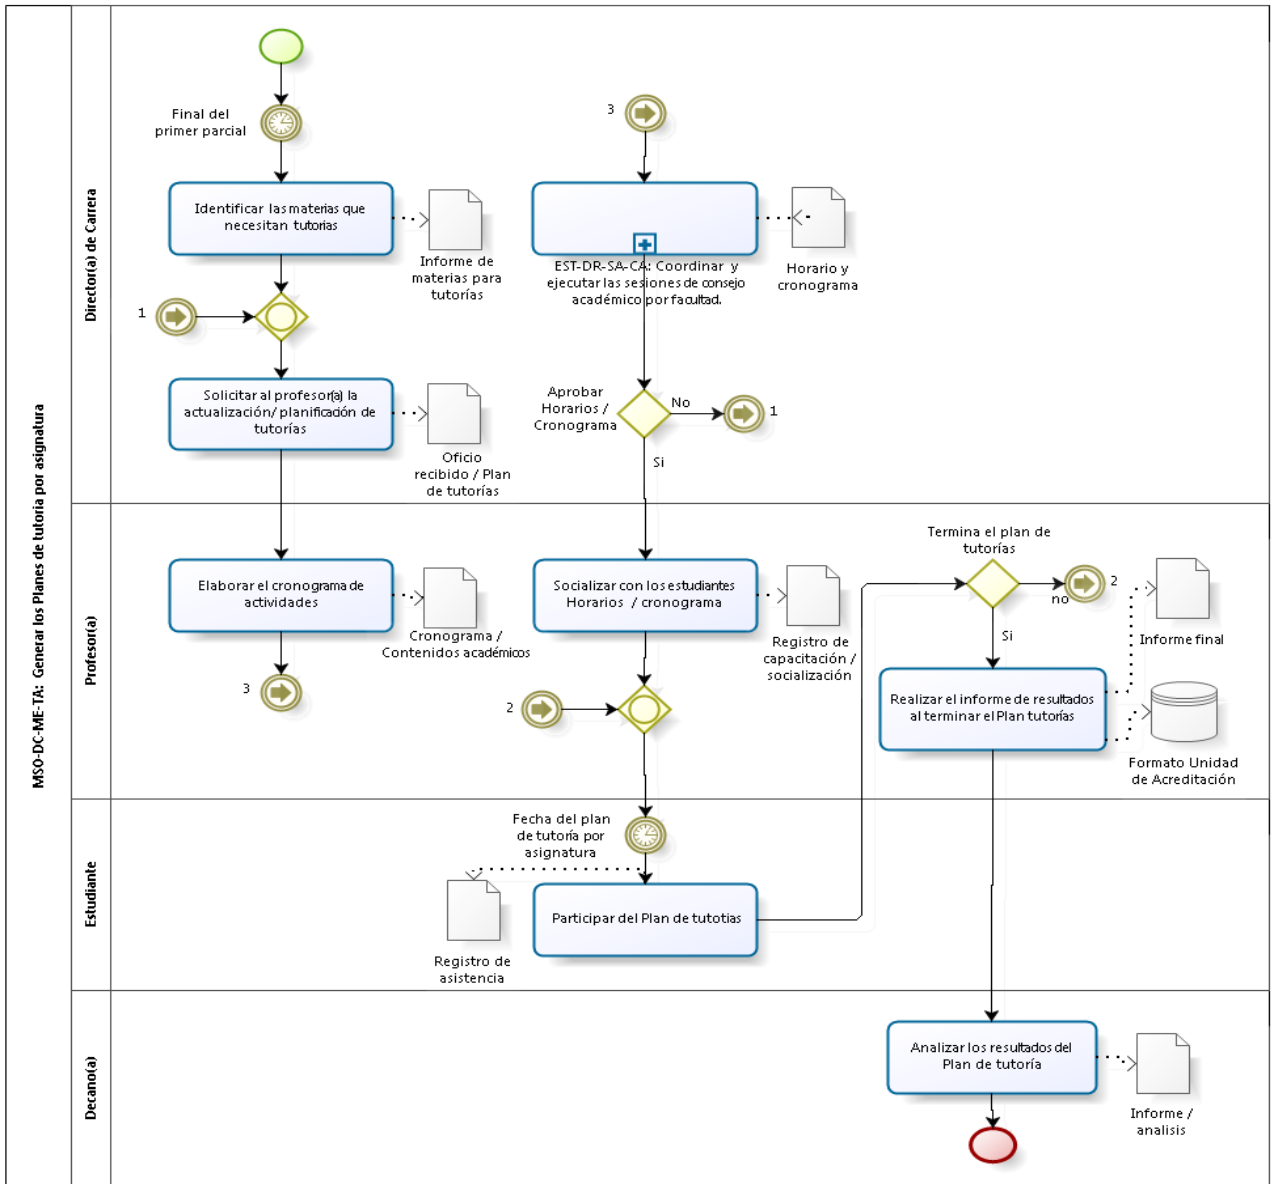 MSO-DC-ME-TA: Generar los Planes de tutoria por asignatura
Director(a) de Carrera
Final del
primer parcial
Identificar las materias que
necesitan tutorias
Informe de
materias para
tutorías
1
Solicitar al profesor(a) la
actualización/ planificación de
tutorías
Oficio
recibido / Plan
de tutorías
3
EST-DR-SA-CA: Coordinar y
ejecutar las sesiones de consejo
académico por facultad.
Horario y
cronograma
Aprobar
Horarios /
Cronograma
No
1
Si
Profesor(a)
Elaborar el cronograma de
actividades
Cronograma /
Contenidos académicos
3
Socializar con los estudiantes
Horarios / cronograma
Registro de
capacitación /
socialización
2
Termina el plan de
tutorías
no
2
Si
Informe final
Realizar el informe de resultados
al terminar el Plan tutorías
Formato Unidad
de Acreditación
Estudiante
Fecha del plan
de tutoría por
asignatura
Participar del Plan de tutotias
Registro de
asistencia
Decano(a)
Analizar los resultados del
Plan de tutoría
Informe /
analisis